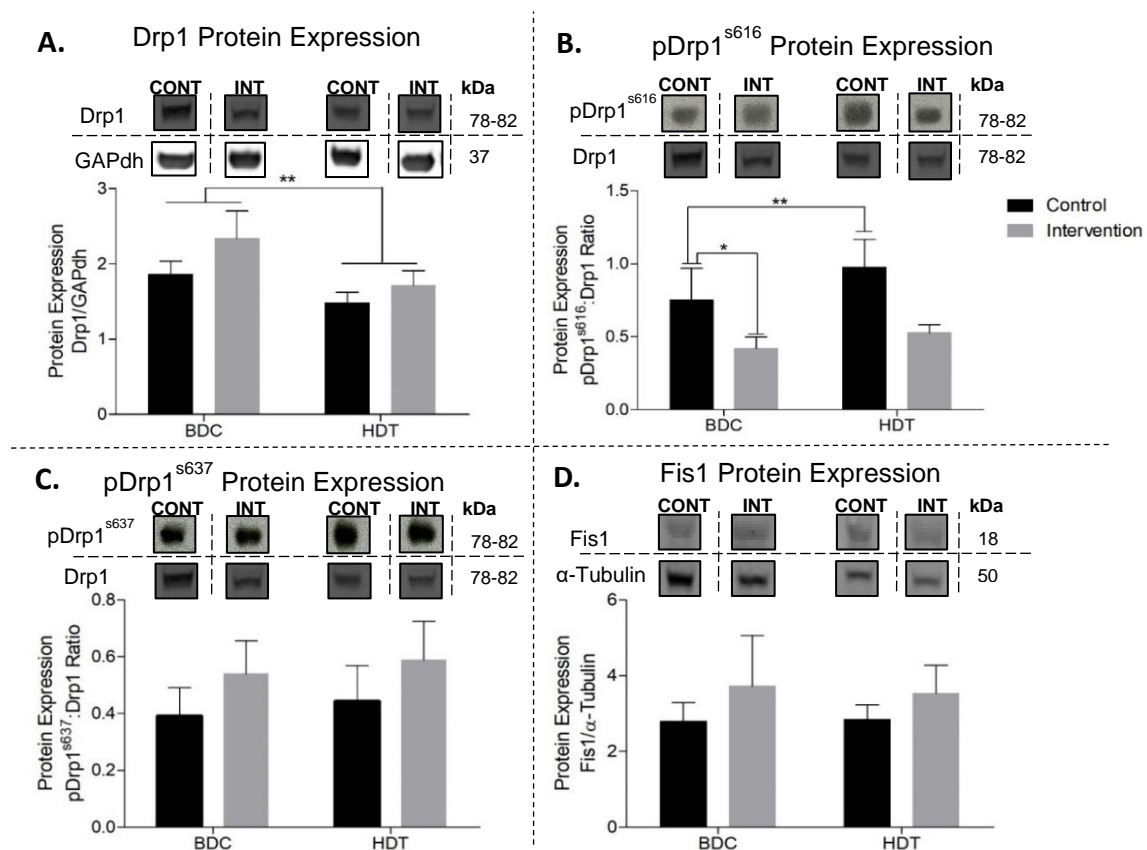 A. Drp1 Protein Expression
CONT INT CONT INT kDa
Drp1 78-82
GAPdh 37
**
Protein Expression
Drp1/GAPdh
3
2
1
0
BDC HDT
B. pDrp1s616 Protein Expression
CONT INT CONT INT kDa
pDrp1s616 78-82
Drp1 78-82
**
*
Protein Expression
pDrp1s616:Drp1 Ratio
1.5
1.0
0.5
0.0
BDC HDT
Control
Intervention
C. pDrp1s637 Protein Expression
CONT INT CONT INT kDa
pDrp1s637 78-82
Drp1 78-82
Protein Expression
pDrp1s637:Drp1 Ratio
0.8
0.6
0.4
0.2
0.0
BDC HDT
D. Fis1 Protein Expression
CONT INT CONT INT kDa
Fis1 18
α-Tubulin 50
Protein Expression
Fis1/α-Tubulin
6
4
2
0
BDC HDT